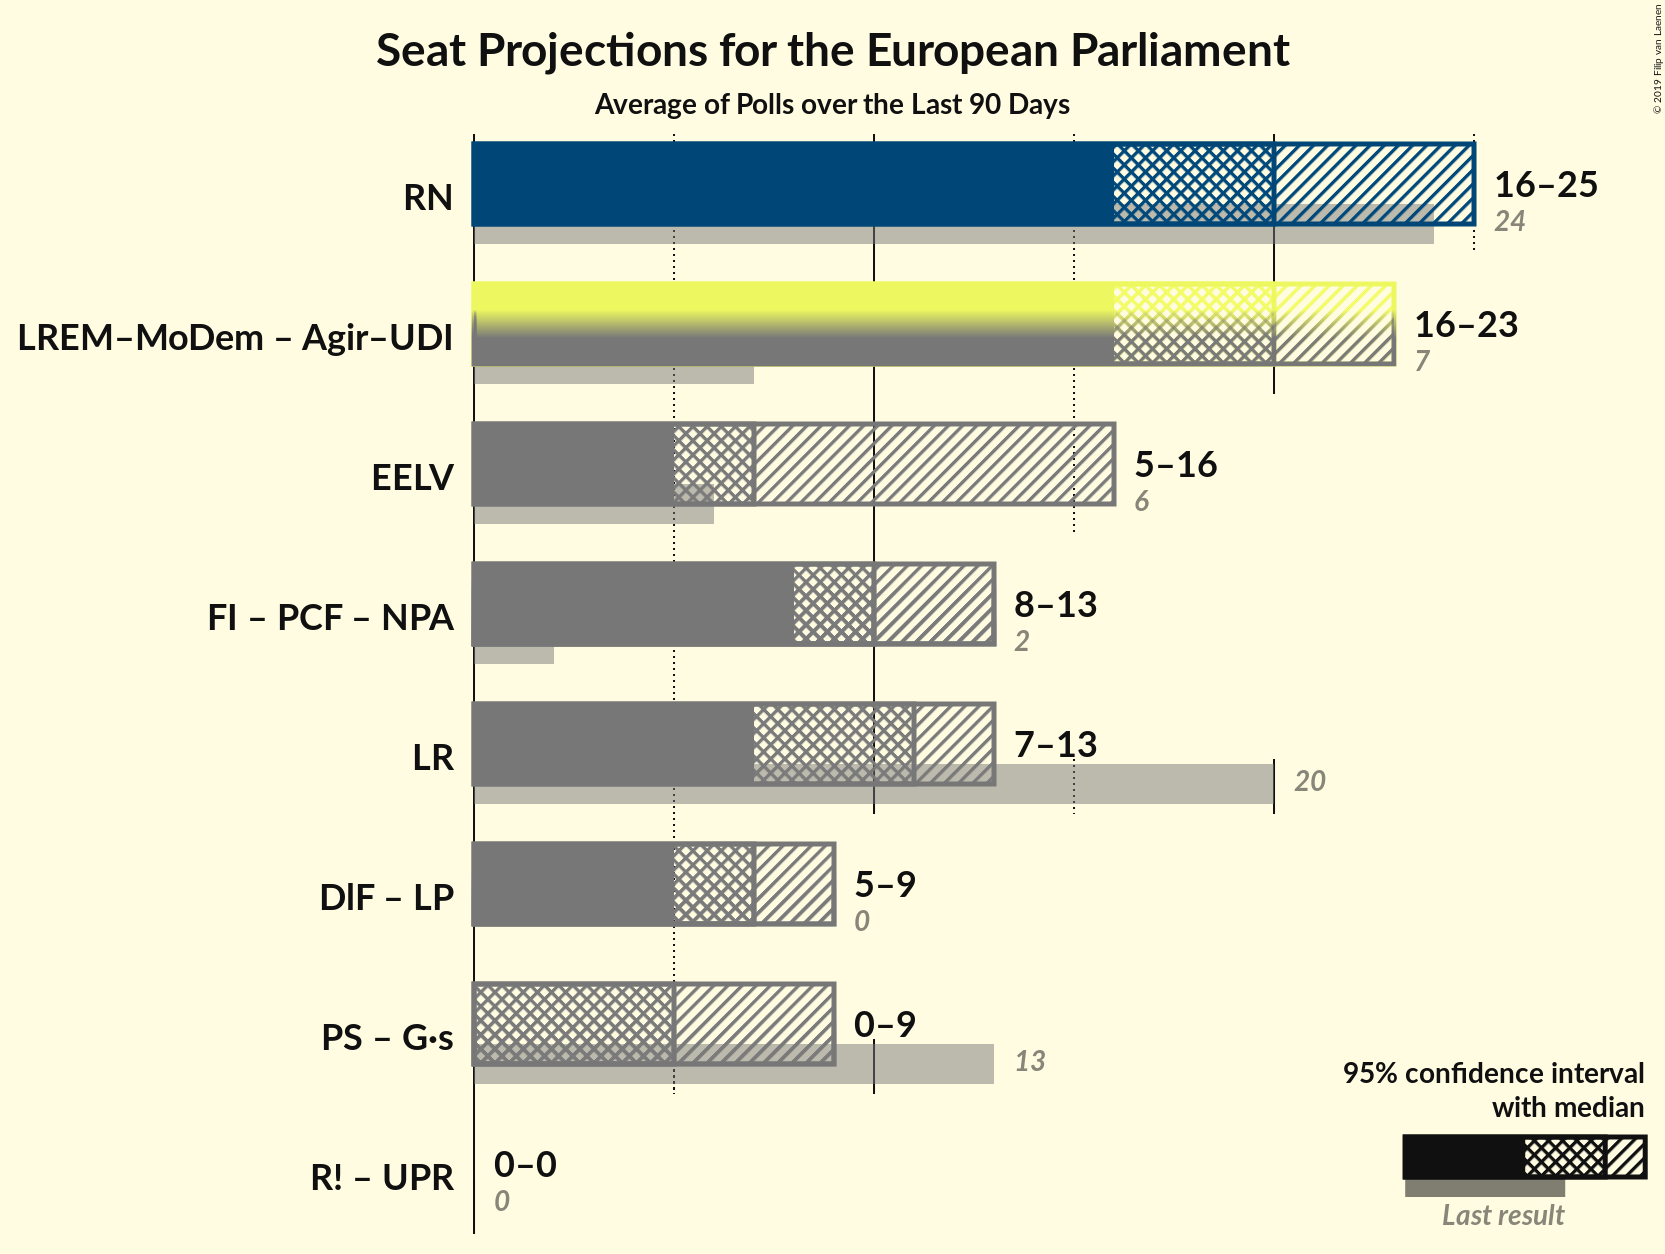 Seat Projections for the European Parliament
Average of Polls over the Last 90 Days
© 2019 Filip van Laenen
RN
16–25
24
LREM–MoDem – Agir–UDI
16–23
7
EELV
5–16
6
FI – PCF – NPA
8–13
2
LR
7–13
20
DlF – LP
5–9
0
PS – G·s
0–9
13
R! – UPR
0–0
0
95% confidence interval
with median
Last result